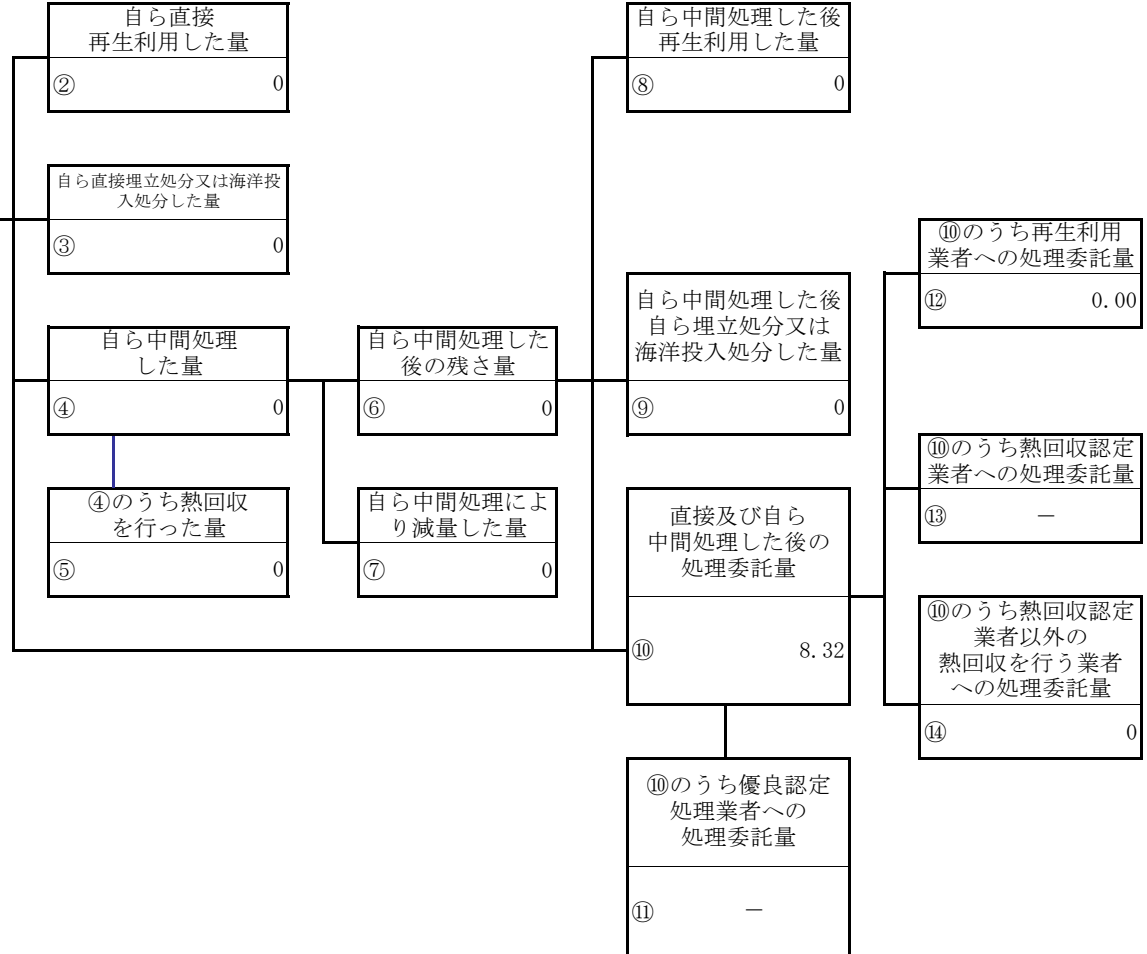 自ら直接
再生利用した量
② 0
自ら直接埋立処分又は海洋投
入処分した量
③ 0
自ら中間処理
した量
④ 0
④のうち熱回収
を行った量
⑤ 0
自ら中間処理した
後の残さ量
⑥ 0
自ら中間処理によ
り減量した量
⑦ 0
自ら中間処理した後
再生利用した量
⑧ 0
自ら中間処理した後
自ら埋立処分又は
海洋投入処分した量
⑨ 0
直接及び自ら
中間処理した後の
処理委託量
⑩ 8.32
⑩のうち優良認定
処理業者への
処理委託量
⑪ －
⑩のうち再生利用
業者への処理委託量
⑫ 0.00
⑩のうち熱回収認定
業者への処理委託量
⑬ －
⑩のうち熱回収認定
業者以外の
熱回収を行う業者
への処理委託量
⑭ 0